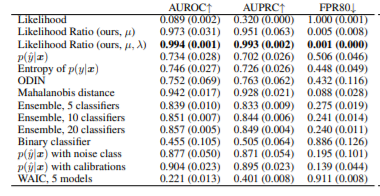 AUROC↑ AUPRC↑ FPR80↓
Likelihood 0.089 (0.002) 0.320 (0.000) 1.000 (0.001)
Likelihood Ratio (ours, μ) 0.973 (0.031) 0.951 (0.063) 0.005 (0.008)
Likelihood Ratio (ours, μ, λ) 0.994 (0.001) 0.993 (0.002) 0.001 (0.000)
p(ŷ|x) 0.734 (0.028) 0.702 (0.026) 0.506 (0.046)
Entropy of p(y|x) 0.746 (0.027) 0.726 (0.026) 0.448 (0.049)
ODIN 0.752 (0.069) 0.763 (0.062) 0.432 (0.116)
Mahalanobis distance 0.942 (0.017) 0.928 (0.021) 0.088 (0.028)
Ensemble, 5 classifiers 0.839 (0.010) 0.833 (0.009) 0.275 (0.019)
Ensemble, 10 classifiers 0.851 (0.007) 0.844 (0.006) 0.241 (0.014)
Ensemble, 20 classifiers 0.857 (0.005) 0.849 (0.004) 0.240 (0.011)
Binary classifier 0.455 (0.105) 0.505 (0.064) 0.886 (0.126)
p(ŷ|x) with noise class 0.877 (0.050) 0.871 (0.054) 0.195 (0.101)
p(ŷ|x) with calibrations 0.904 (0.023) 0.895 (0.023) 0.139 (0.044)
WAIC, 5 models 0.221 (0.013) 0.401 (0.008) 0.911 (0.008)